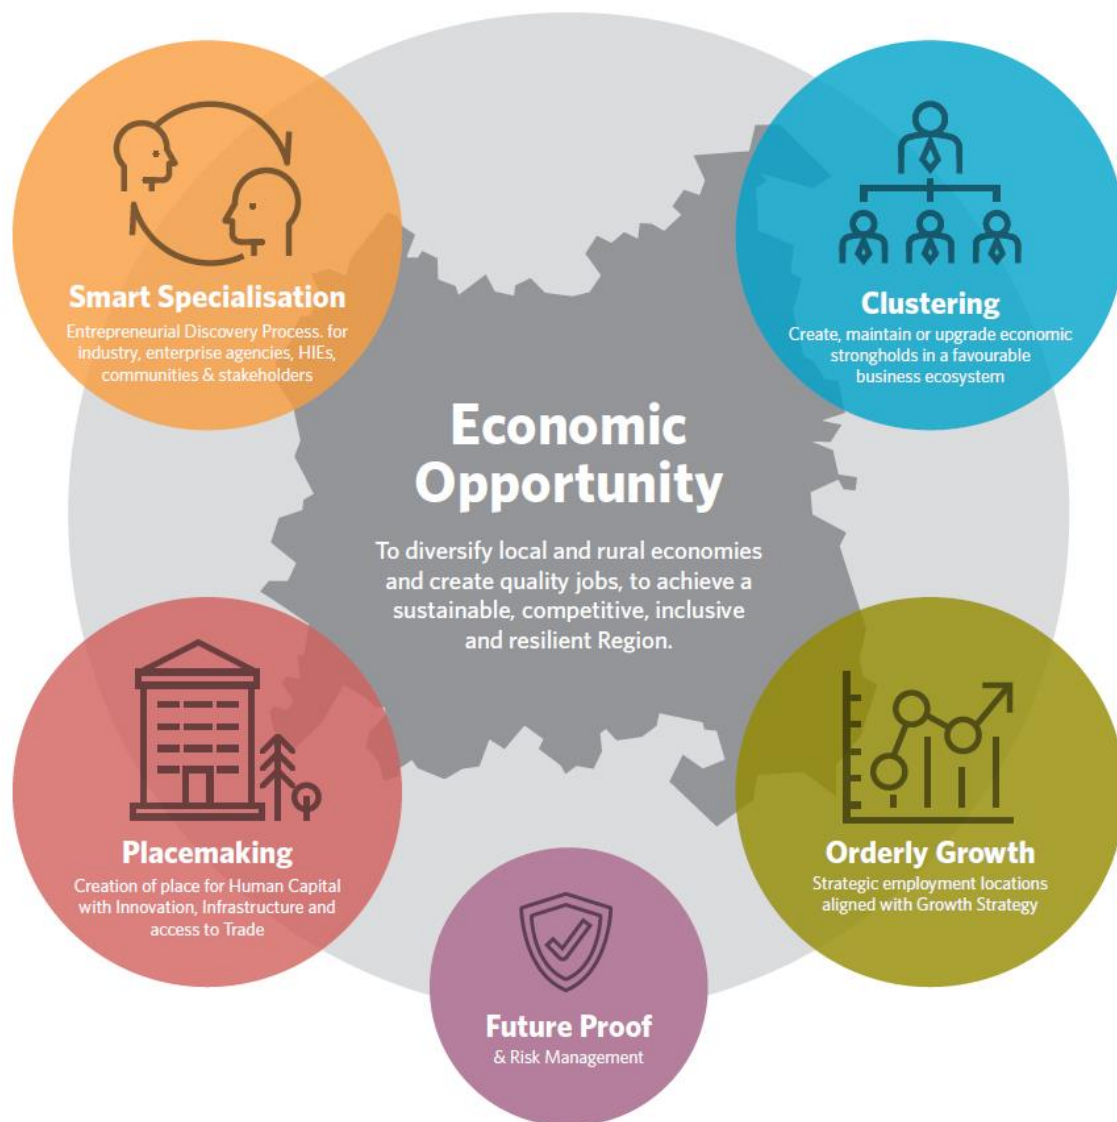 Smart Specialisation
Entrepreneurial Discovery Process. for
industry, enterprise agencies, HIEs,
communities & stakeholders
Clustering
Create, maintain or upgrade economic
strongholds in a favourable
business ecosystem
Economic
Opportunity
To diversify local and rural economies
and create quality jobs, to achieve a
sustainable, competitive, inclusive
and resilient Region.
Placemaking
Creation of place for Human Capital
with Innovation, Infrastructure and
access to Trade
Orderly Growth
Strategic employment locations
aligned with Growth Strategy
Future Proof
& Risk Management